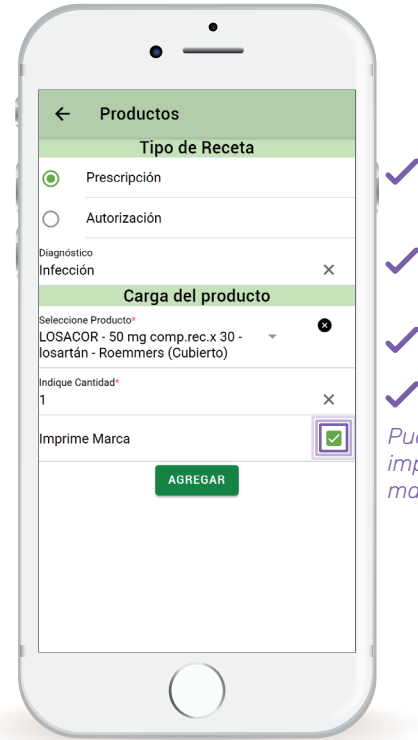 Productos
Tipo de Receta
Prescripción
Autorización
Diagnóstico
Infección
Carga del producto
Seleccione Producto*
LOSACOR - 50 mg comp.rec.x 30 -
losartán - Roemmers (Cubierto)
Indique Cantidad*
1
Imprime Marca
AGREGAR